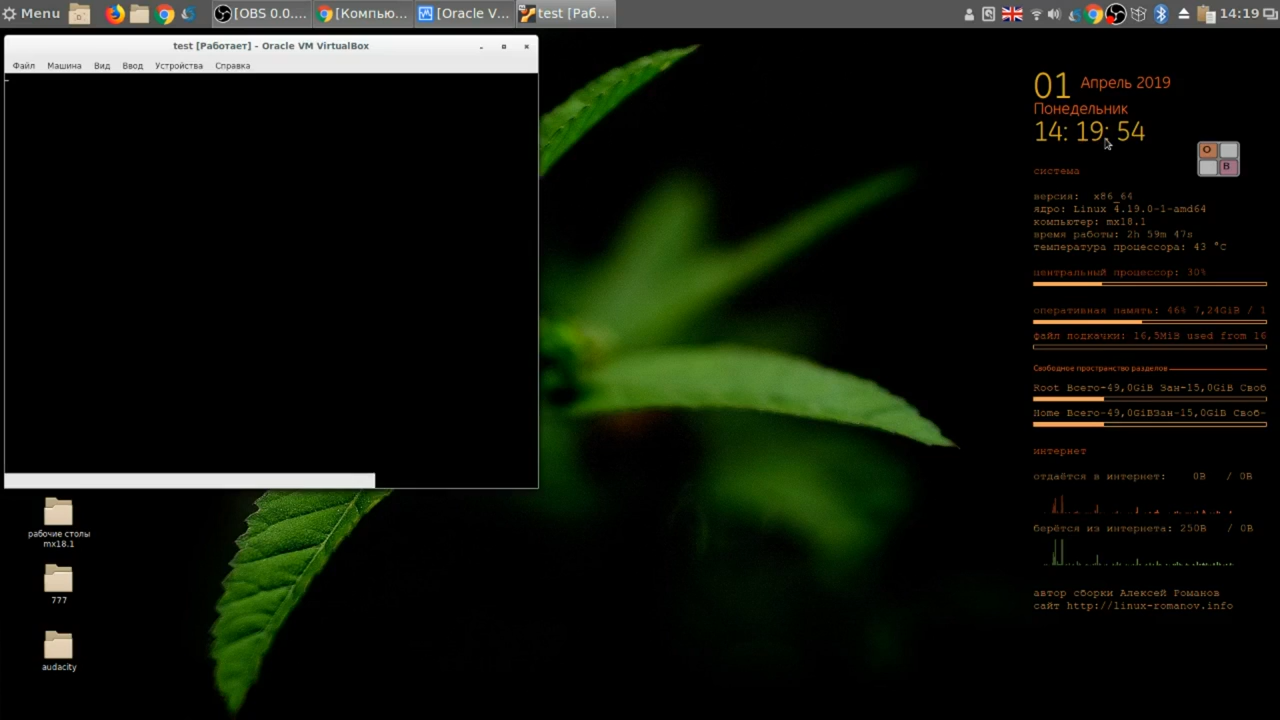 Menu [OBS 0.0.... [Компью... [Oracle V... test [Раб... 14:19
test [Работает] - Oracle VM VirtualBox
Файл Машина Вид Ввод Устройства Справка
01 Апрель 2019
Понедельник
14: 19: 54
O
B
система
версия: x86_64
ядро: Linux 4.19.0-1-amd64
компьютер: mx18.1
время работы: 2h 59m 47s
температура процессора: 43 °C
центральный процессор: 30%
оперативная память: 46% 7,24GiB / 1
файл подкачки: 16,5MiB used from 16
Свободное пространство разделов
Root Всего-49,0GiB Зан-15,0GiB Своб
Home Всего-49,0GiBЗан-15,0GiB Своб-
интернет
отдаётся в интернет: 0B / 0B
берётся из интернета: 250B / 0B
автор сборки Алексей Романов
сайт http://linux-romanov.info
рабочие столы
mx18.1
777
audacity